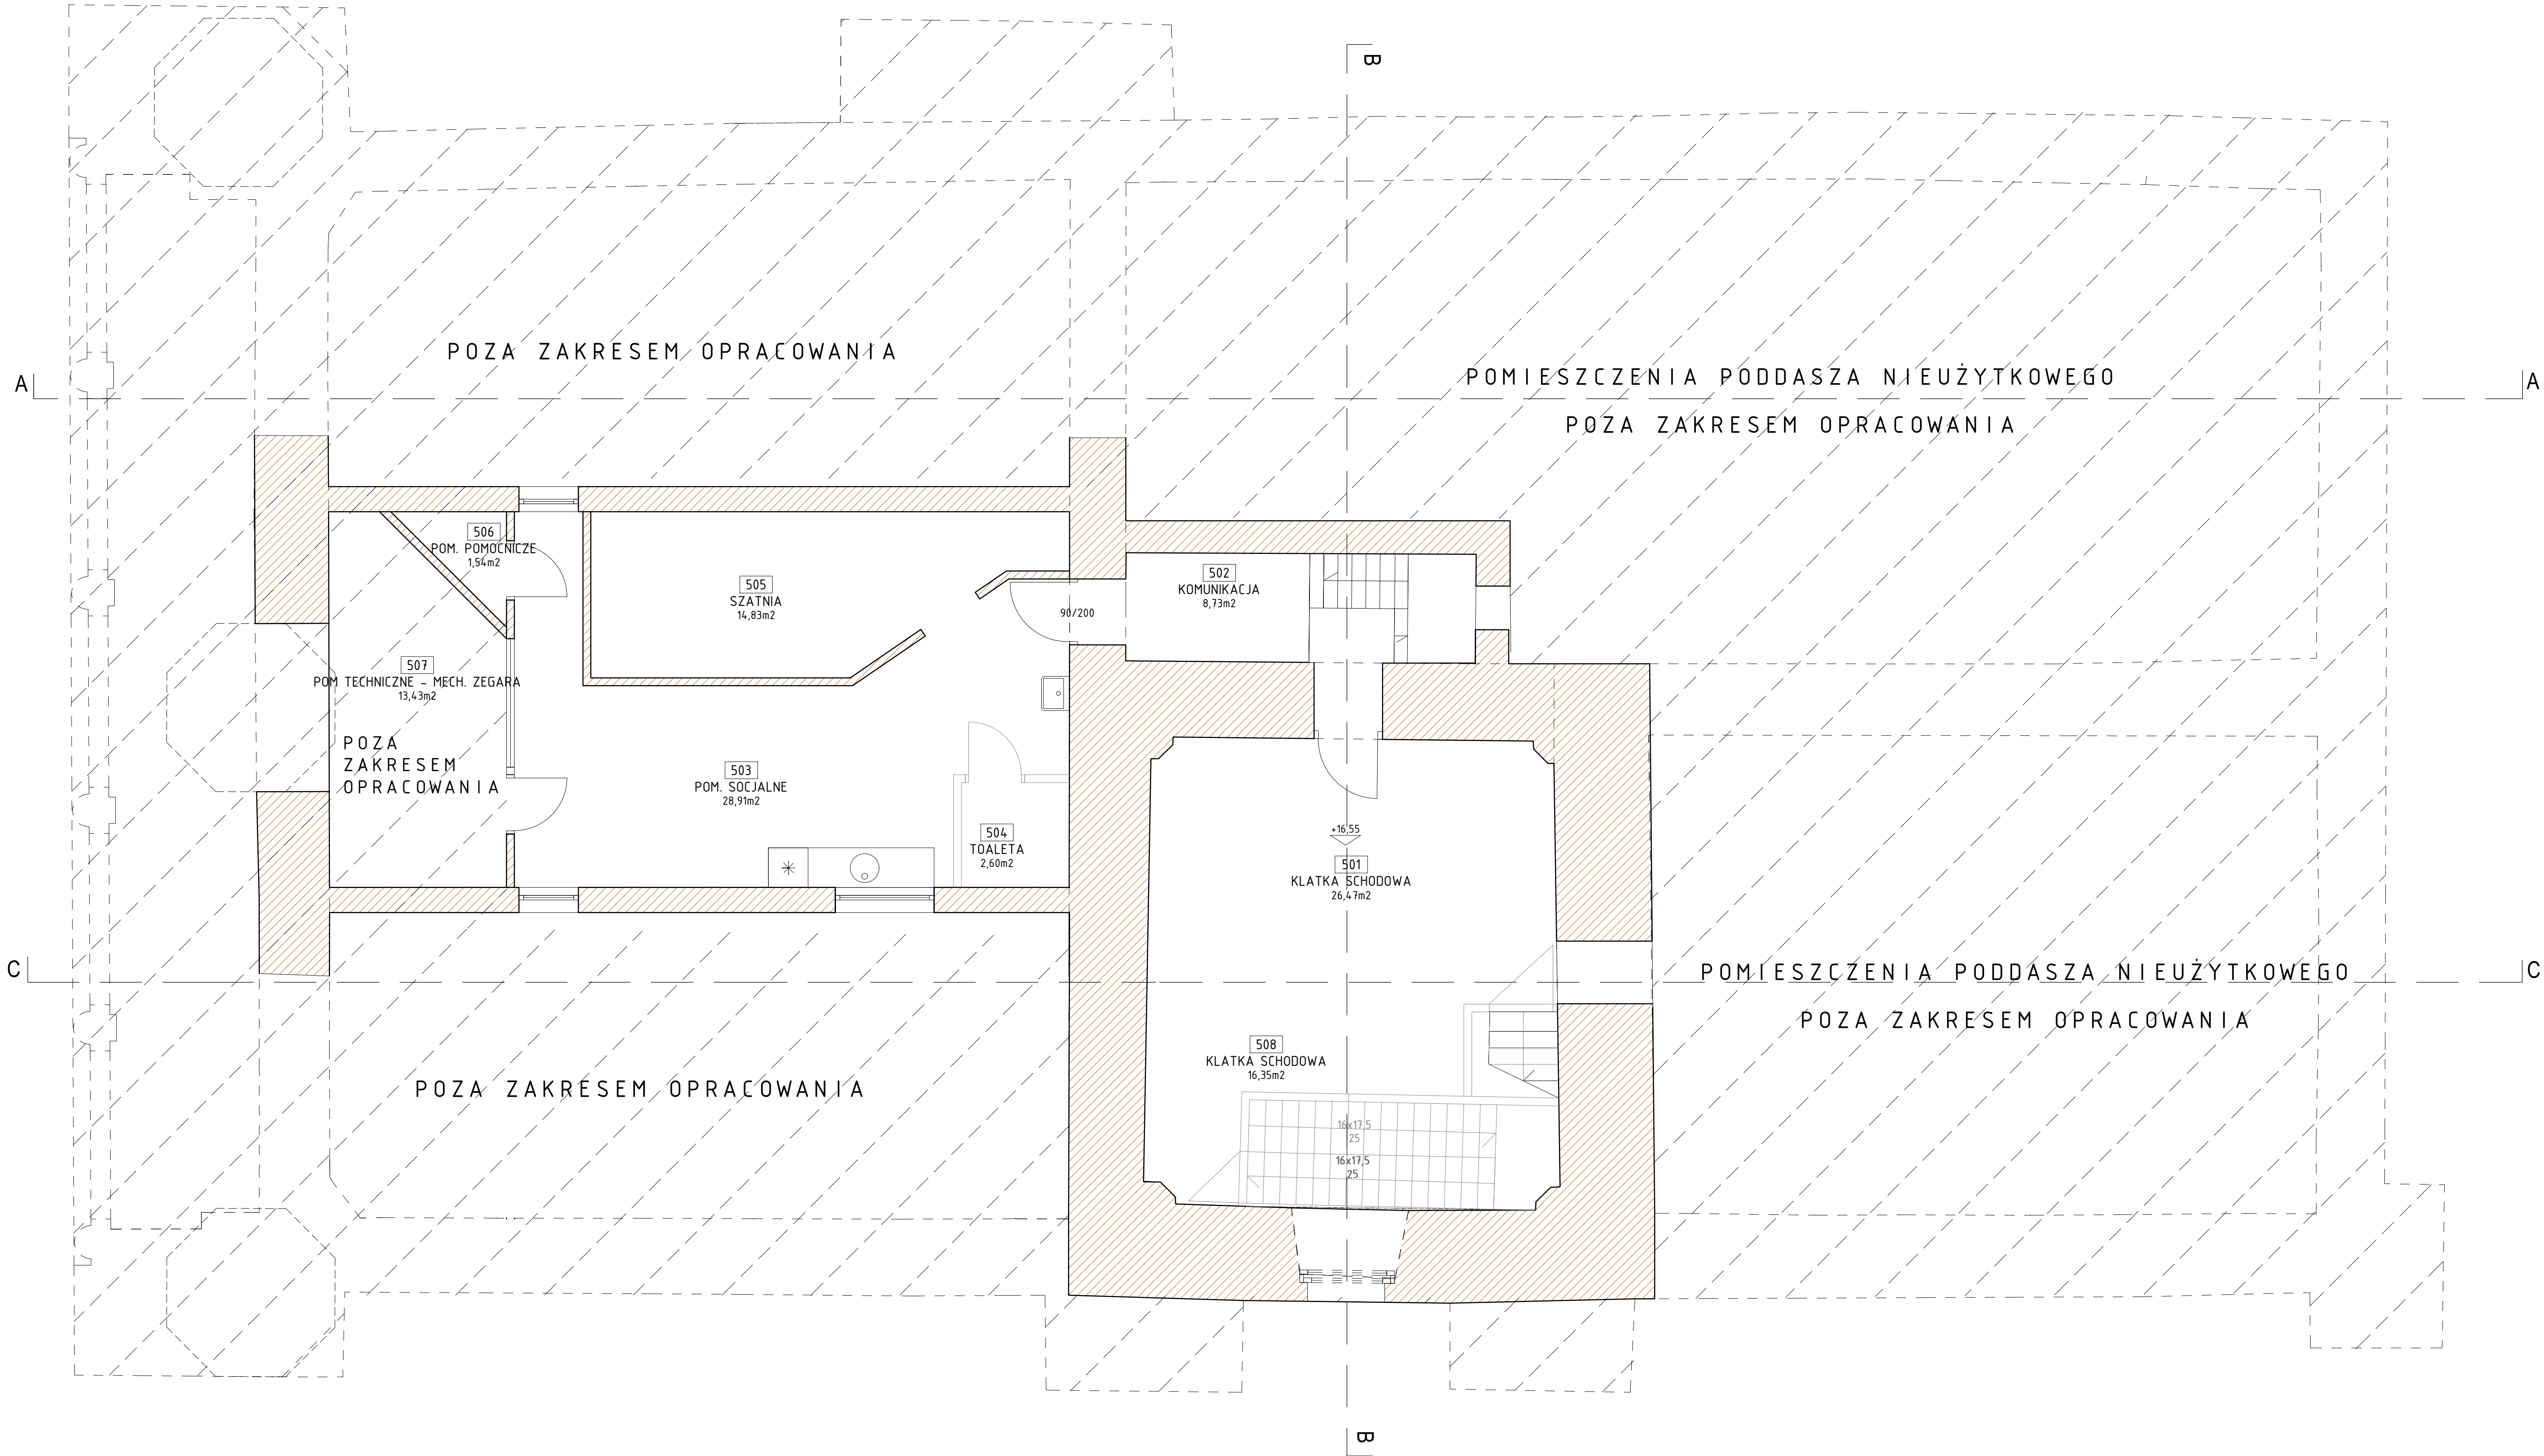 B
POZA ZAKRESEM OPRACOWANIA
POMIESZCZENIA PODDASZA NIEUŻYTKOWEGO
POZA ZAKRESEM OPRACOWANIA
A
A
506
POM. POMOCNICZE
1,54m2
505
SZATNIA
14,83m2
502
KOMUNIKACJA
8,73m2
90/200
507
POM TECHNICZNE - MECH. ZEGARA
13,43m2
POZA
ZAKRESEM
OPRACOWANIA
503
POM. SOCJALNE
28,91m2
504
TOALETA
2,60m2
+16,55
501
KLATKA SCHODOWA
26,47m2
C
C
POMIESZCZENIA PODDASZA NIEUŻYTKOWEGO
POZA ZAKRESEM OPRACOWANIA
508
KLATKA SCHODOWA
16,35m2
POZA ZAKRESEM OPRACOWANIA
16x17,5
25
16x17,5
25
B